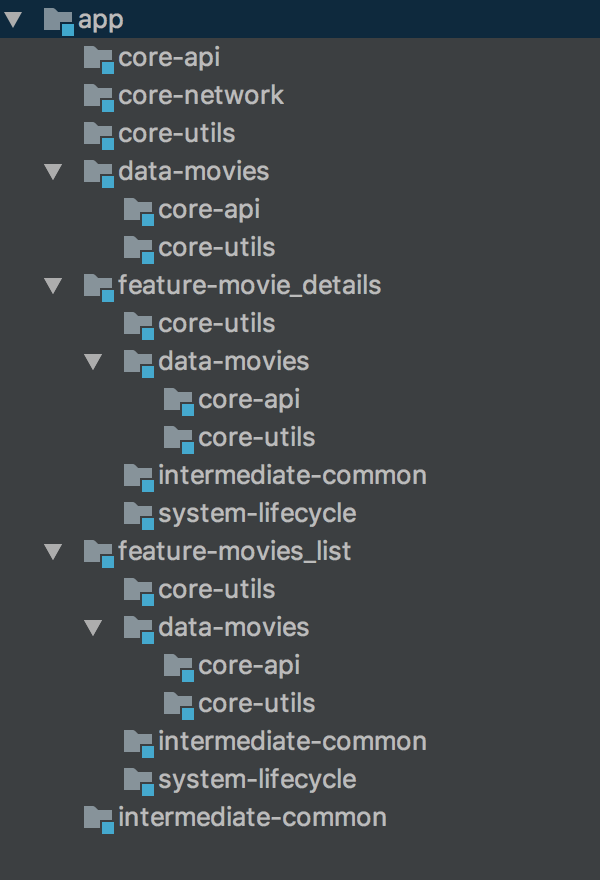 app
core-api
core-network
core-utils
data-movies
core-api
core-utils
feature-movie_details
core-utils
data-movies
core-api
core-utils
intermediate-common
system-lifecycle
feature-movies_list
core-utils
data-movies
core-api
core-utils
intermediate-common
system-lifecycle
intermediate-common